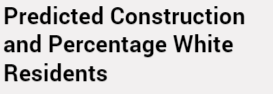 Predicted Construction
and Percentage White
Residents